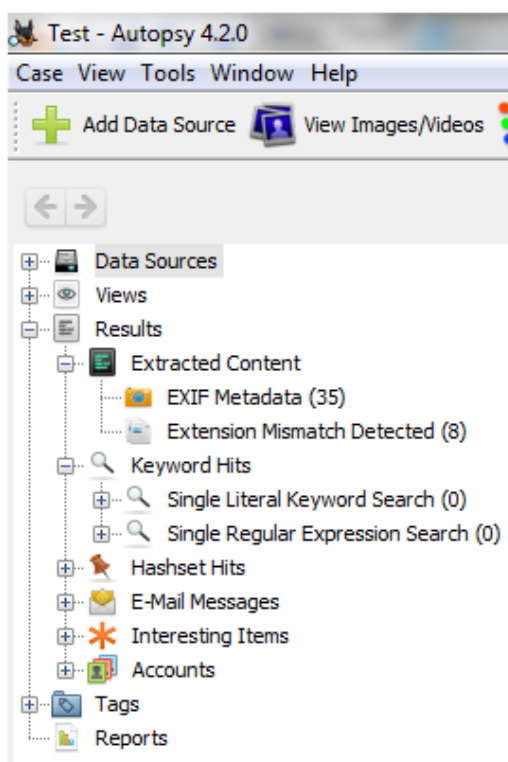 Test - Autopsy 4.2.0
Case View Tools Window Help
Add Data Source View Images/Videos
Data Sources
Views
Results
Extracted Content
EXIF Metadata (35)
Extension Mismatch Detected (8)
Keyword Hits
Single Literal Keyword Search (0)
Single Regular Expression Search (0)
Hashset Hits
E-Mail Messages
Interesting Items
Accounts
Tags
Reports